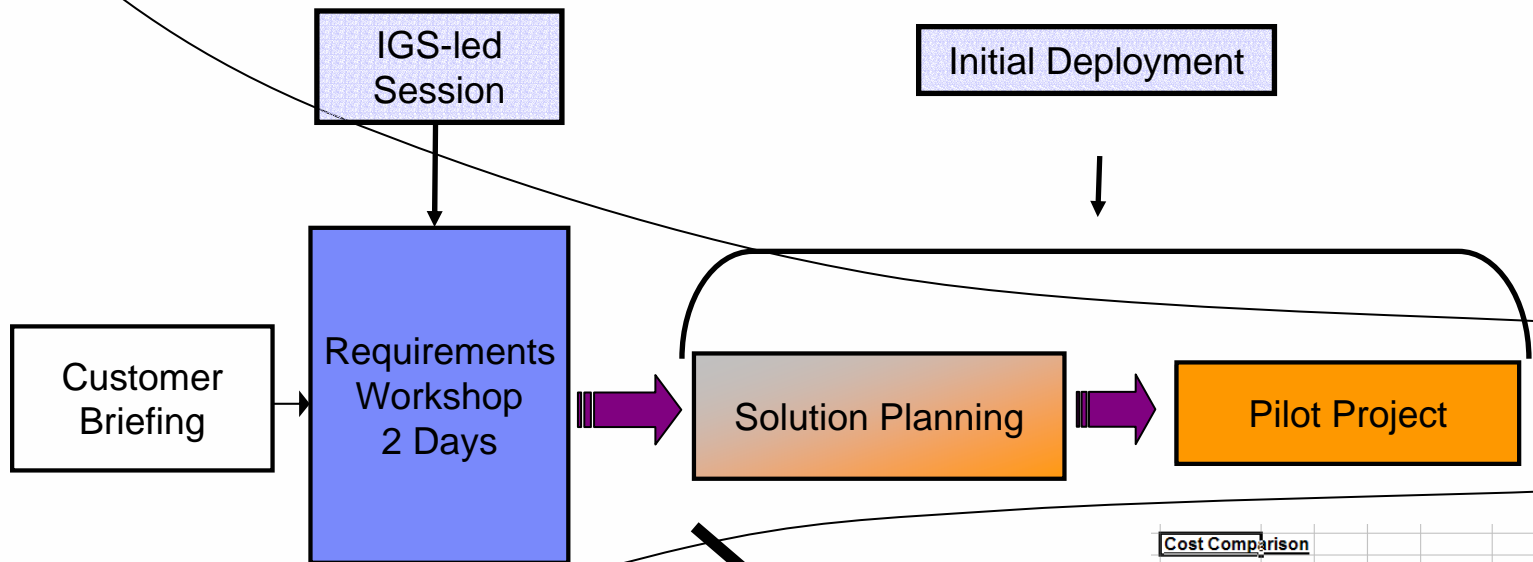 IGS-led
Session
Initial Deployment
Customer
Briefing
Requirements
Workshop
2 Days
Solution Planning
Pilot Project
Cost Comparison